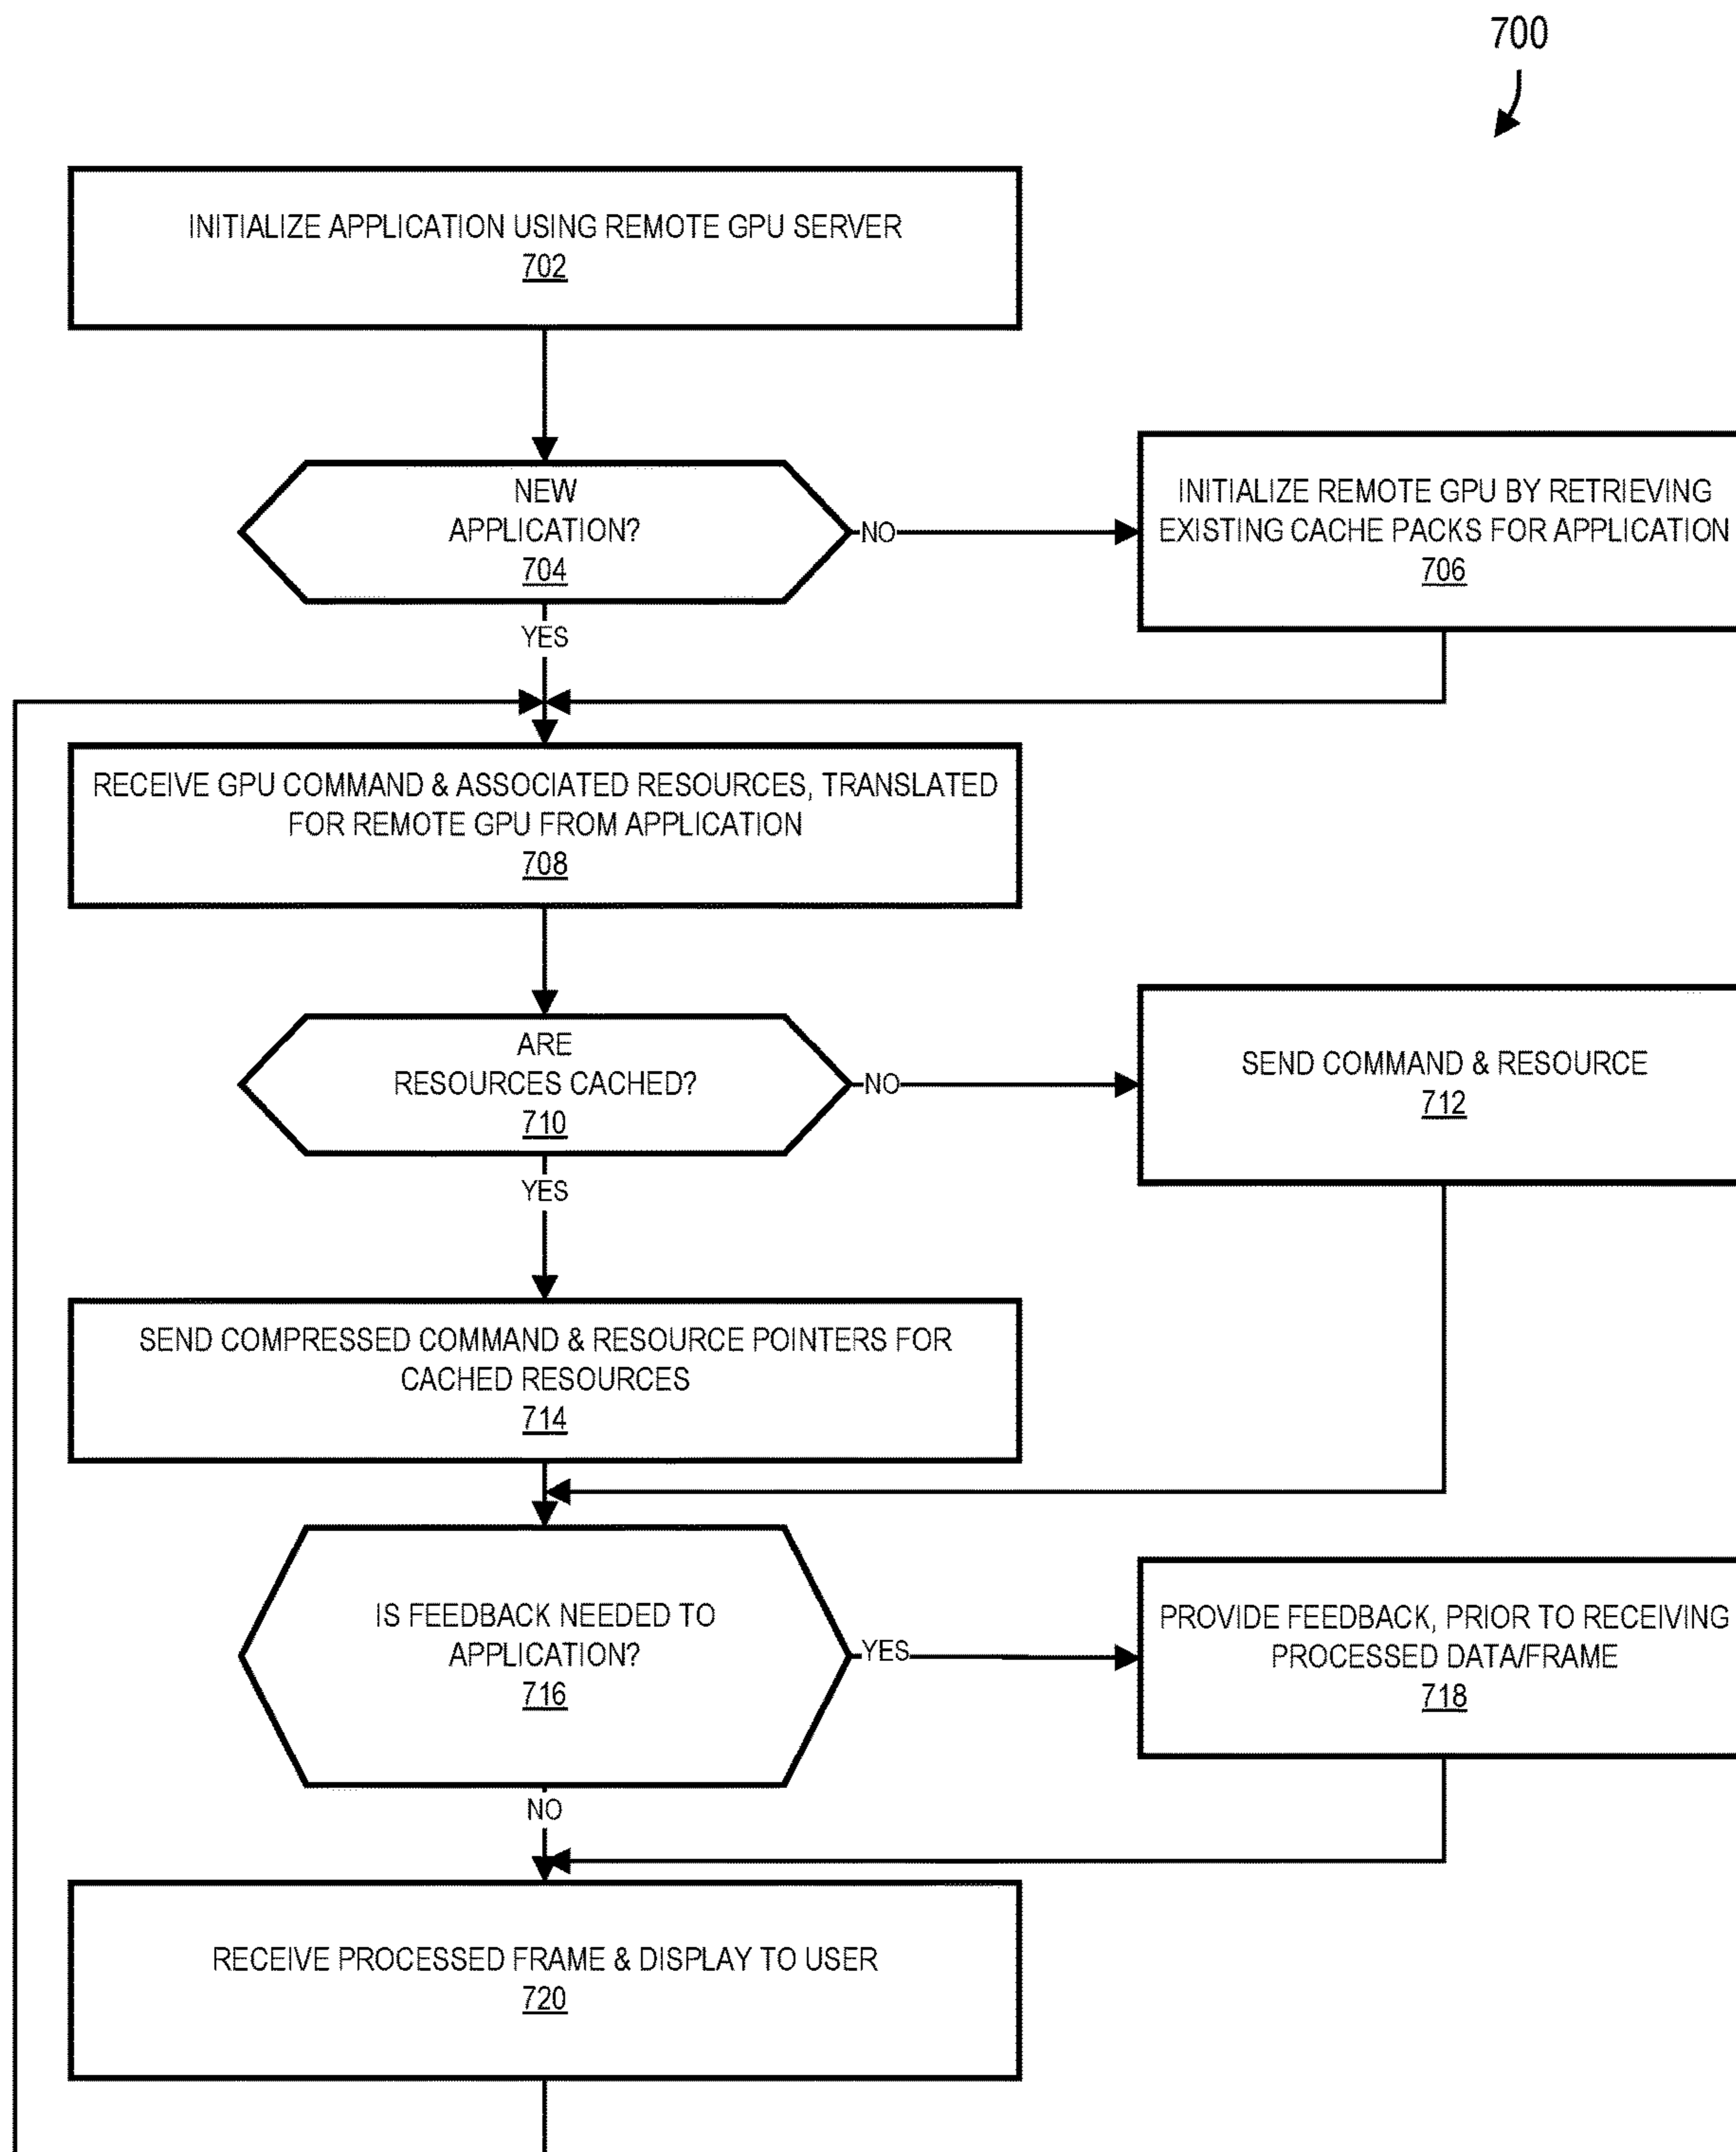 700
INITIALIZE APPLICATION USING REMOTE GPU SERVER
702
NEW
APPLICATION?
704
NO
INITIALIZE REMOTE GPU BY RETRIEVING
EXISTING CACHE PACKS FOR APPLICATION
706
YES
RECEIVE GPU COMMAND & ASSOCIATED RESOURCES, TRANSLATED
FOR REMOTE GPU FROM APPLICATION
708
ARE
RESOURCES CACHED?
710
NO
SEND COMMAND & RESOURCE
712
YES
SEND COMPRESSED COMMAND & RESOURCE POINTERS FOR
CACHED RESOURCES
714
IS FEEDBACK NEEDED TO
APPLICATION?
716
YES
PROVIDE FEEDBACK, PRIOR TO RECEIVING
PROCESSED DATA/FRAME
718
NO
RECEIVE PROCESSED FRAME & DISPLAY TO USER
720